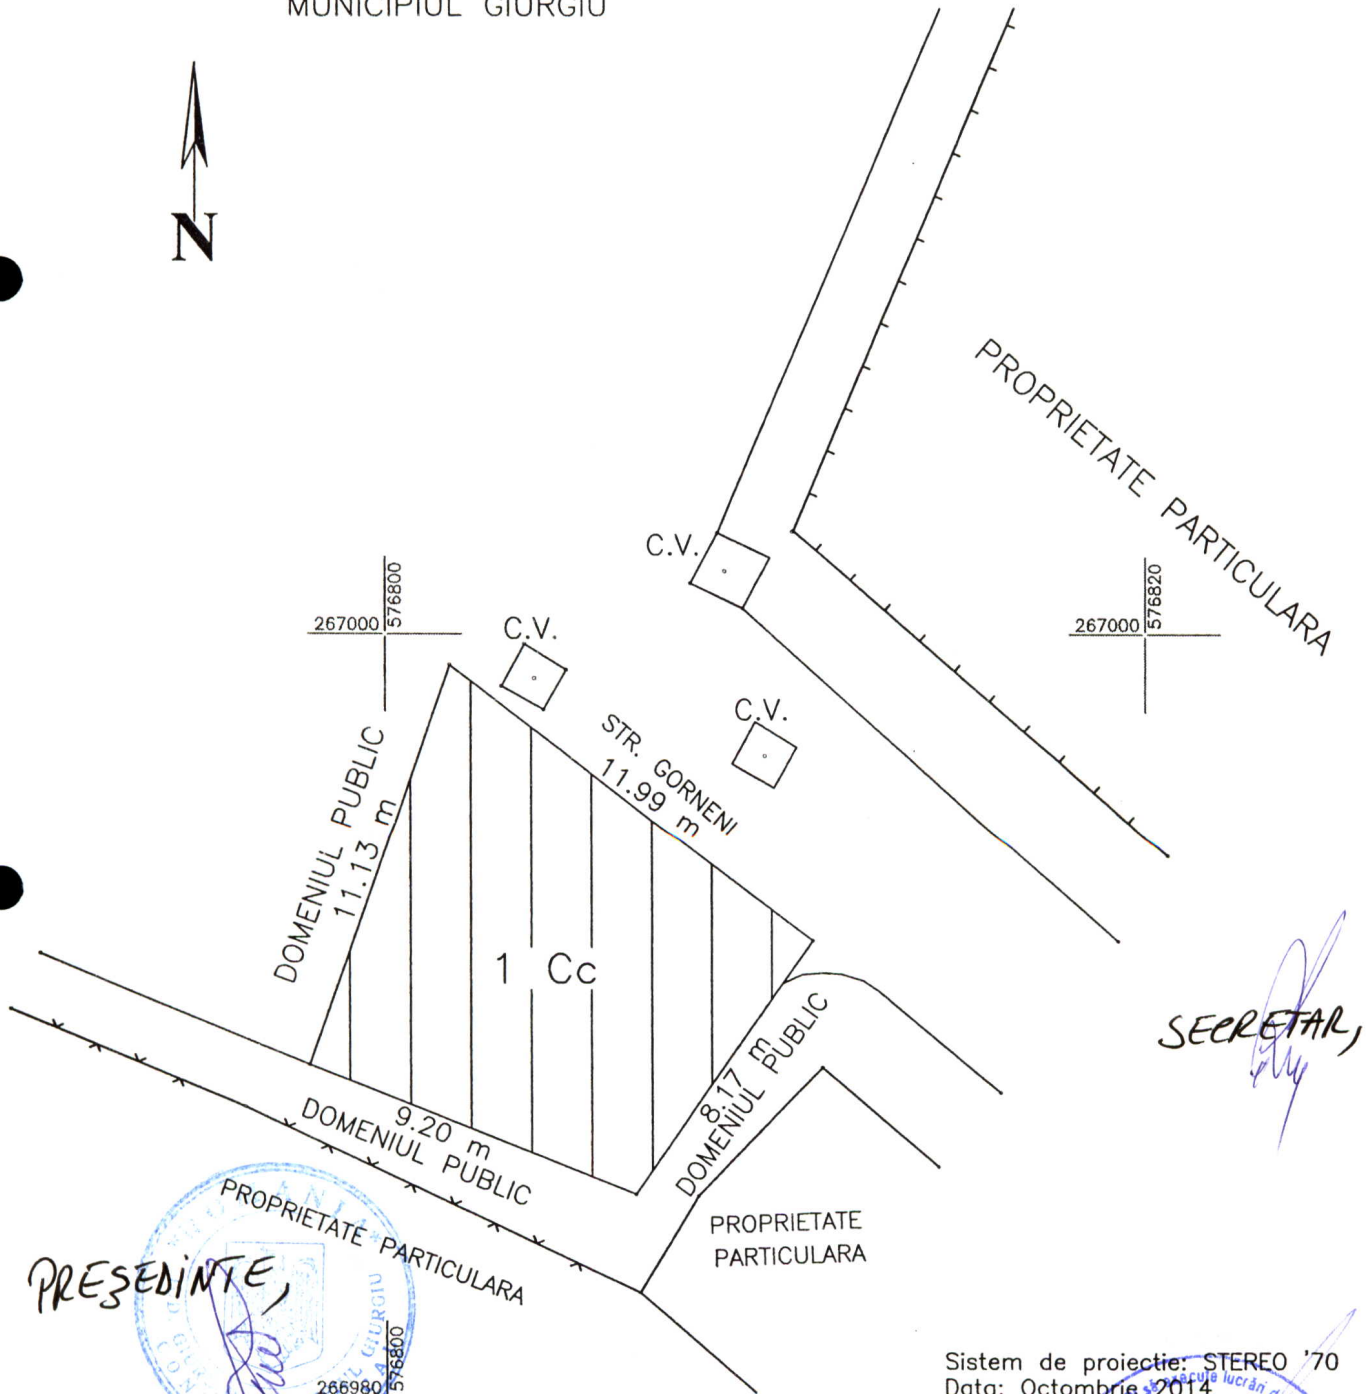 MUNICIPIUL GIURGIU
N
PROPRIETATE PARTICULARA
C.V.
267000
576800
267000
576820
C.V.
C.V.
STR. GORNENI
11.99 m
DOMENIUL PUBLIC
11.13 m
1 Cc
8.17 m
DOMENIUL PUBLIC
9.20 m
DOMENIUL PUBLIC
PROPRIETATE PARTICULARA
PROPRIETATE
PARTICULARA
SECRETAR,
PREȘEDINTE,
266980
576800
Sistem de proiectie: STEREO '70
Data: Octombrie 2014